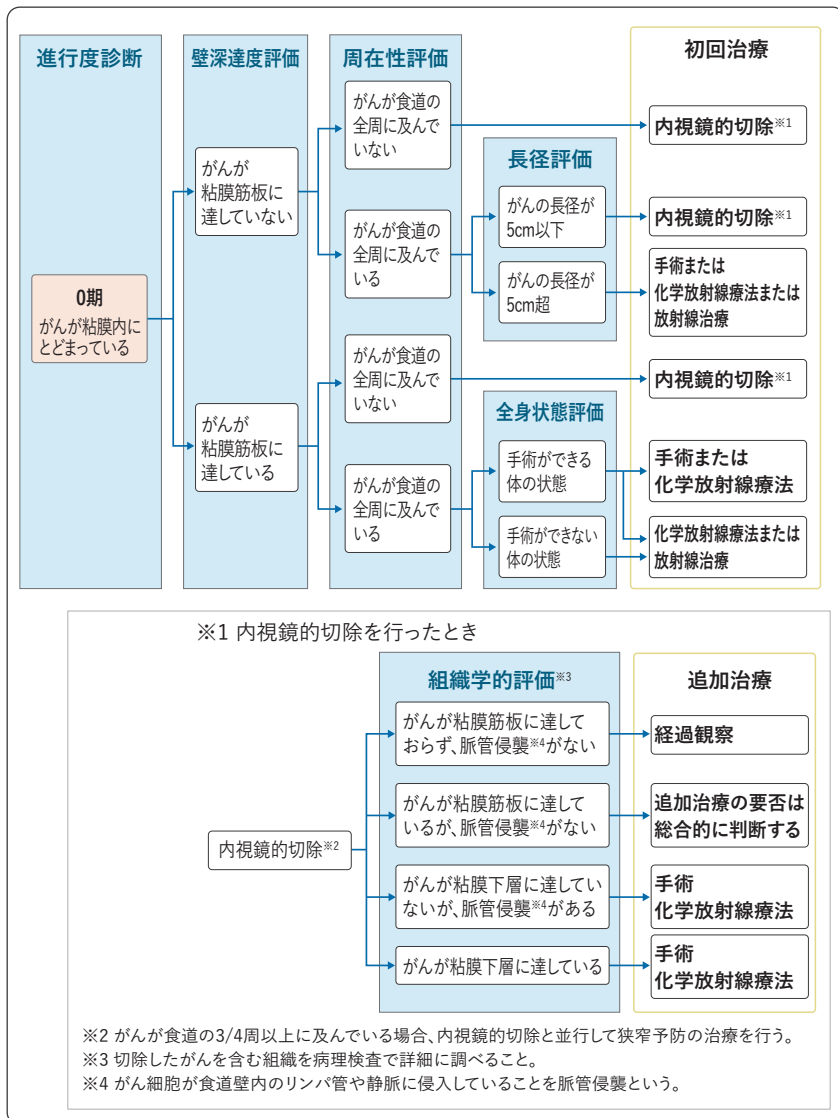 進行度診断
壁深達度評価
周在性評価
初回治療
がんが食道の
全周に及んで
いない
内視鏡的切除※1
長径評価
がんが
粘膜筋板に
達していない
がんの長径が
5cm以下
内視鏡的切除※1
がんが食道の
全周に及んで
いる
がんの長径が
5cm超
手術または
化学放射線療法または
放射線治療
0期
がんが粘膜内に
とどまっている
がんが食道の
全周に及んで
いない
内視鏡的切除※1
全身状態評価
がんが
粘膜筋板に
達している
手術ができる
体の状態
手術または
化学放射線療法
がんが食道の
全周に及んで
いる
手術ができない
体の状態
化学放射線療法または
放射線治療
※1 内視鏡的切除を行ったとき
組織学的評価※3
追加治療
がんが粘膜筋板に達して
おらず、脈管侵襲※4がない
経過観察
がんが粘膜筋板に達して
いるが、脈管侵襲※4がない
追加治療の要否は
総合的に判断する
内視鏡的切除※2
がんが粘膜下層に達してい
ないが、脈管侵襲※4がある
手術
化学放射線療法
がんが粘膜下層に達している
手術
化学放射線療法
※2 がんが食道の3/4周以上に及んでいる場合、内視鏡的切除と並行して狭窄予防の治療を行う。
※3 切除したがんを含む組織を病理検査で詳細に調べること。
※4 がん細胞が食道壁内のリンパ管や静脈に侵入していることを脈管侵襲という。